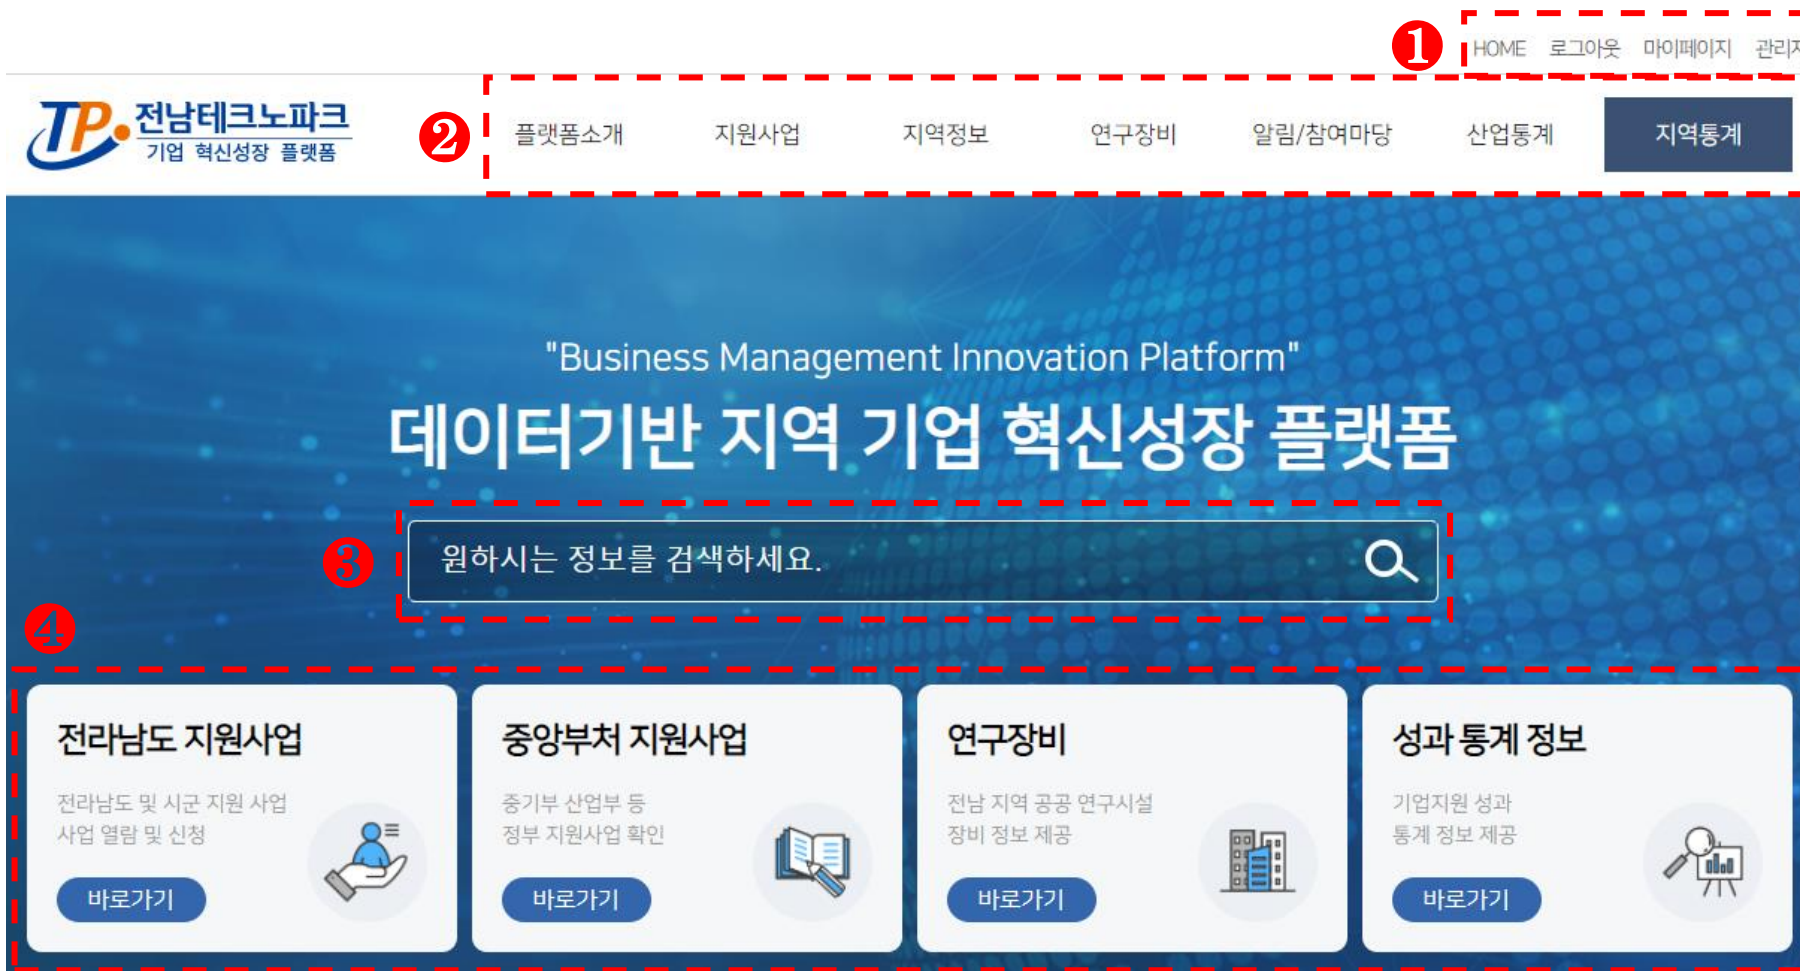 ❶
HOME 로그아웃 마이페이지 관리자
TP. 전남테크노파크
기업 혁신성장 플랫폼
❷
플랫폼소개 지원사업 지역정보 연구장비 알림/참여마당 산업통계 지역통계
"Business Management Innovation Platform"
데이터기반 지역 기업 혁신성장 플랫폼
❸
원하시는 정보를 검색하세요.
❹
전라남도 지원사업
전라남도 및 시군 지원 사업
사업 열람 및 신청
바로가기
중앙부처 지원사업
중기부 산업부 등
정부 지원사업 확인
바로가기
연구장비
전남 지역 공공 연구시설
장비 정보 제공
바로가기
성과 통계 정보
기업지원 성과
통계 정보 제공
바로가기